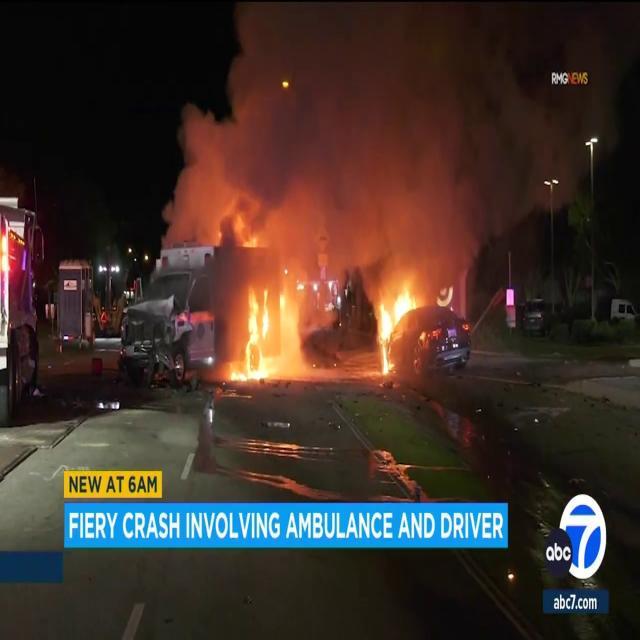 RMGNEWS
NEW AT 6AM
FIERY CRASH INVOLVING AMBULANCE AND DRIVER
abc 7
abc7.com